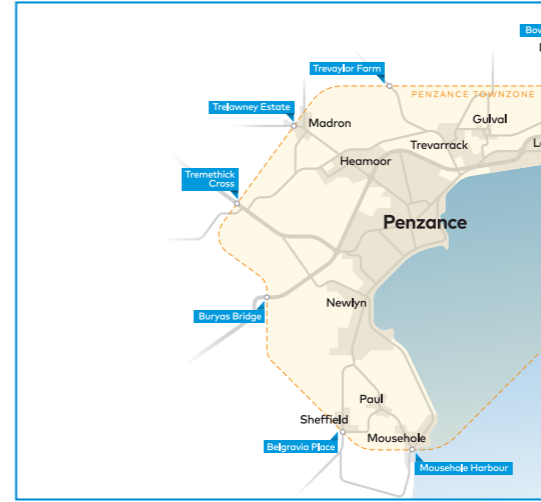 Bow
Trevaylor Farm
PENZANCE TOWNZONE
Trelawney Estate
Madron
Gulval
Trevarrack
Heamoor
Tremethick
Cross
Penzance
Newlyn
Buryas Bridge
Paul
Sheffield
Mousehole
Belgravia Place
Mousehole Harbour